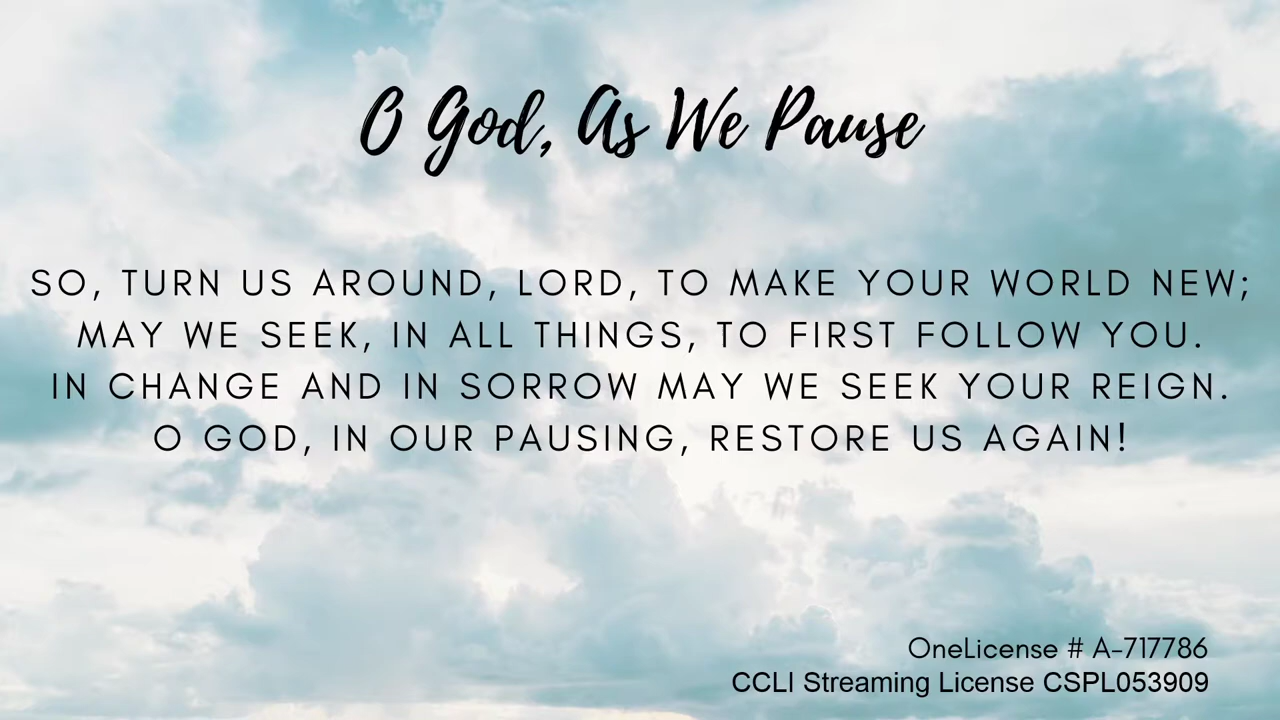 O God, As We Pause
SO, TURN US AROUND, LORD, TO MAKE YOUR WORLD NEW;
MAY WE SEEK, IN ALL THINGS, TO FIRST FOLLOW YOU.
IN CHANGE AND IN SORROW MAY WE SEEK YOUR REIGN.
O GOD, IN OUR PAUSING, RESTORE US AGAIN!
OneLicense # A-717786
CCLI Streaming License CSPL053909